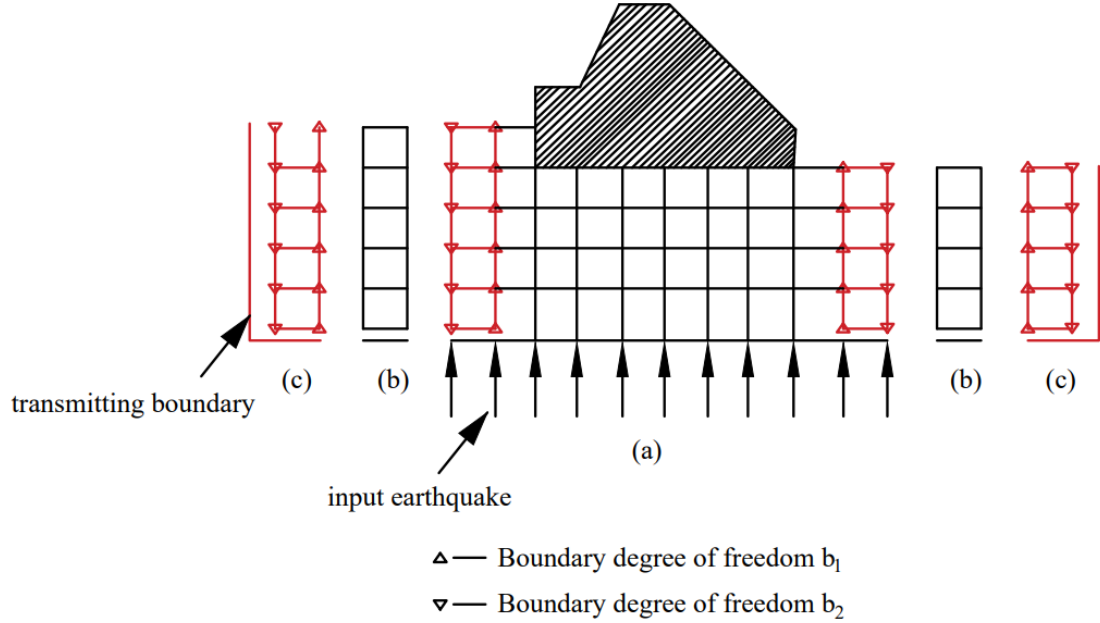 (c)
(b)
(b)
(c)
transmitting boundary
(a)
input earthquake
Boundary degree of freedom b₁
Boundary degree of freedom b₂